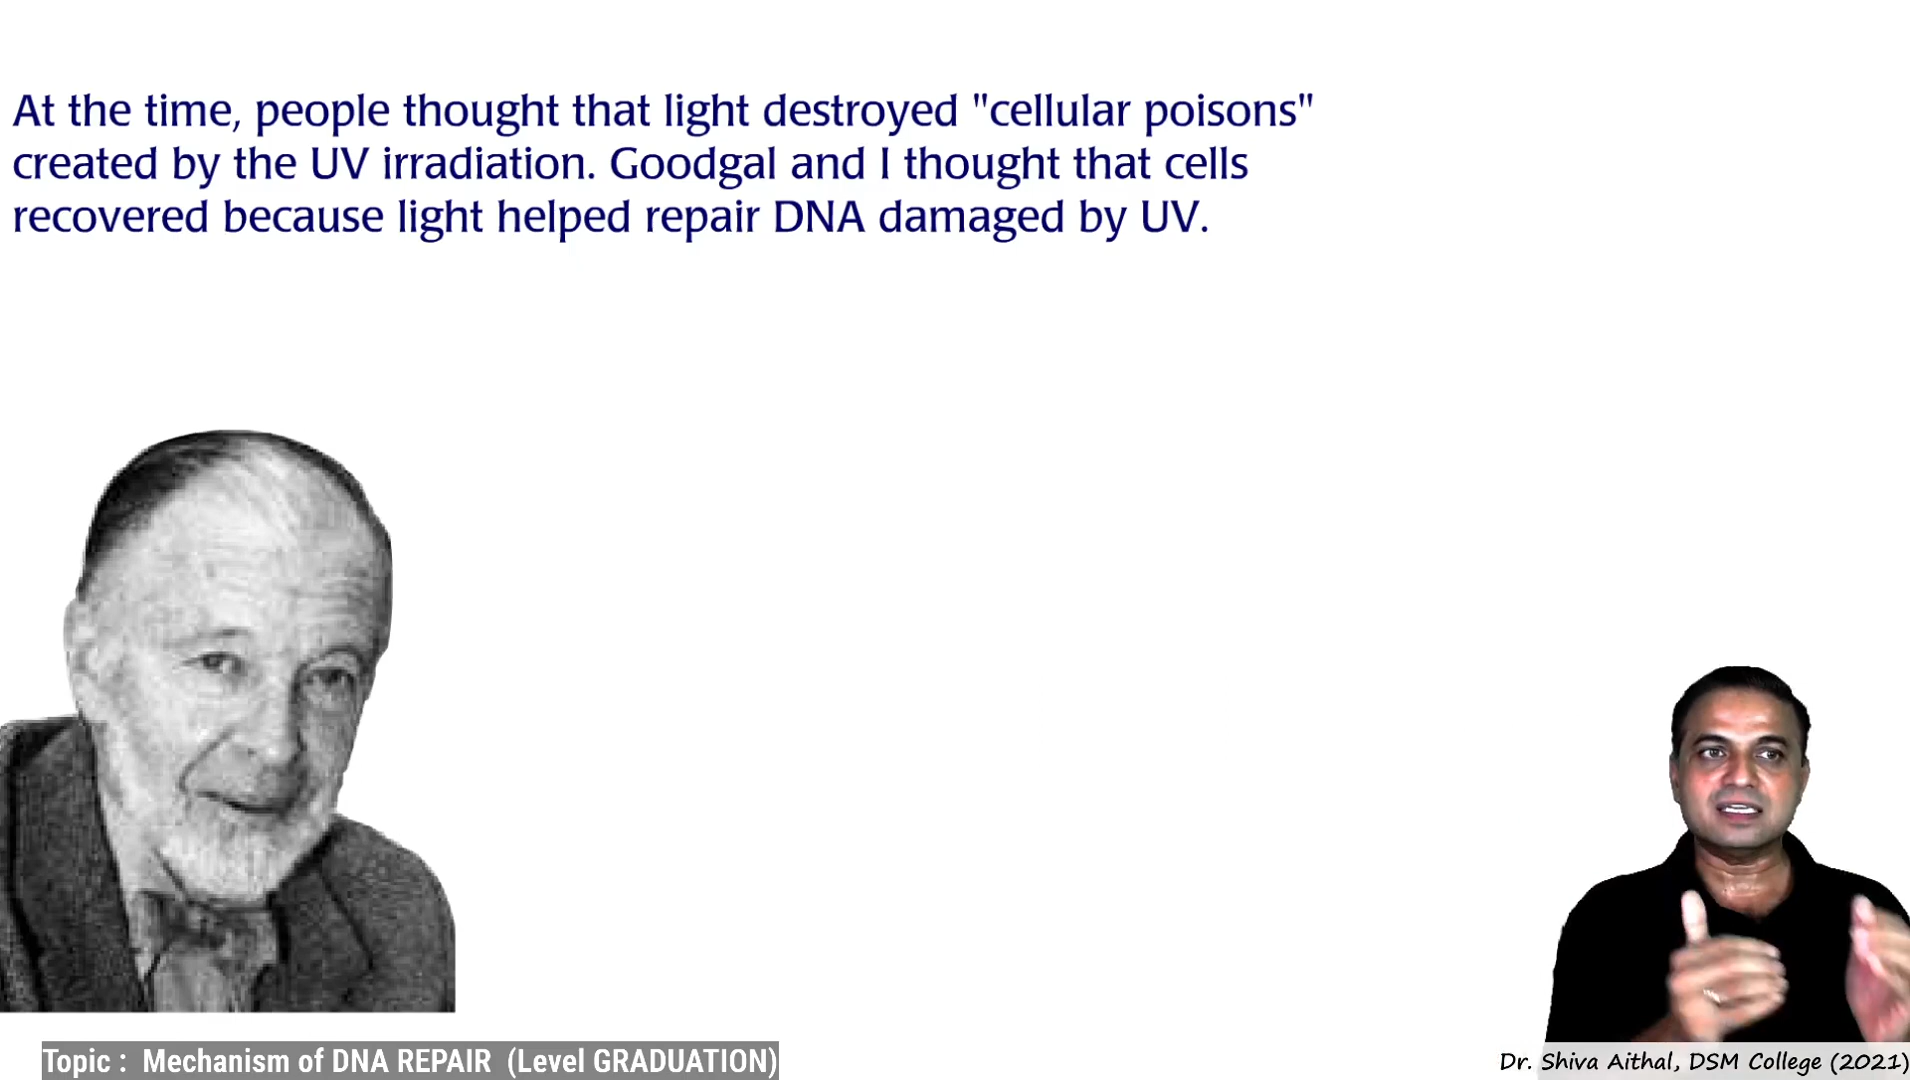 At the time, people thought that light destroyed "cellular poisons"
created by the UV irradiation. Goodgal and I thought that cells
recovered because light helped repair DNA damaged by UV.
Topic :  Mechanism of DNA REPAIR  (Level GRADUATION)
Dr. Shiva Aithal, DSM College (2021)